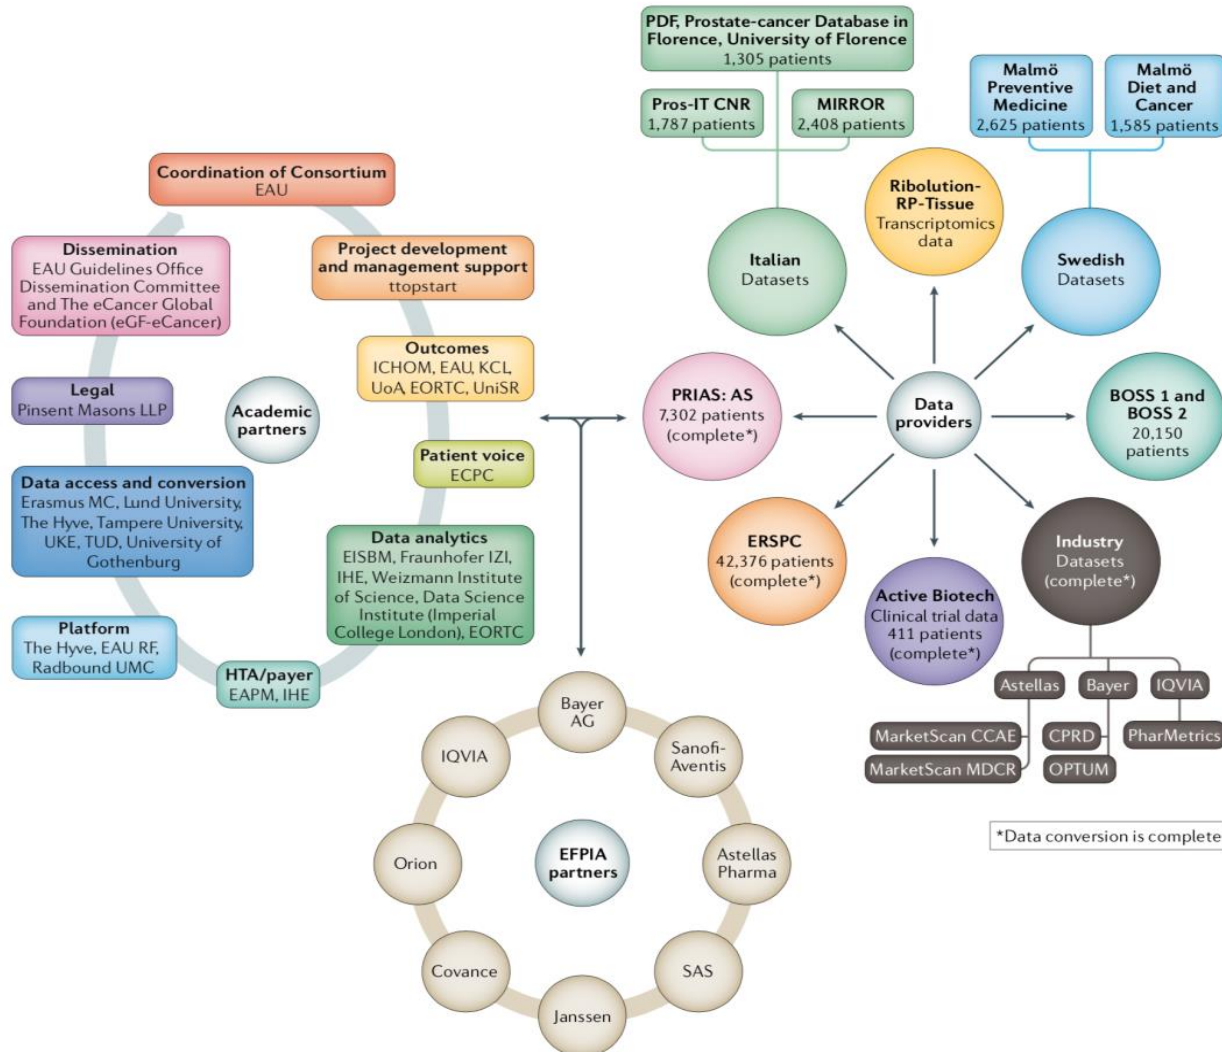 Coordination of Consortium
EAU
Project development
and management support
ttopstart
Outcomes
ICHOM, EAU, KCL,
UoA, EORTC, UniSR
Patient voice
ECPC
Data analytics
EISBM, Fraunhofer IZI,
IHE, Weizmann Institute
of Science, Data Science
Institute (Imperial
College London), EORTC
HTA/payer
EAPM, IHE
Platform
The Hyve, EAU RF,
Radbound UMC
Data access and conversion
Erasmus MC, Lund University,
The Hyve, Tampere University,
UKE, TUD, University of
Gothenburg
Legal
Pinsent Masons LLP
Dissemination
EAU Guidelines Office
Dissemination Committee
and The eCancer Global
Foundation (eGF-eCancer)
Academic
partners
PDF, Prostate-cancer Database in
Florence, University of Florence
1,305 patients
Pros-IT CNR
1,787 patients
MIRROR
2,408 patients
Italian
Datasets
Ribolution-
RP-Tissue
Transcriptomics
data
Malmö
Preventive
Medicine
2,625 patients
Malmö
Diet and
Cancer
1,585 patients
Swedish
Datasets
PRIAS: AS
7,302 patients
(complete*)
Data
providers
BOSS 1 and
BOSS 2
20,150
patients
ERSPC
42,376 patients
(complete*)
Active Biotech
Clinical trial data
411 patients
(complete*)
Industry
Datasets
(complete*)
Astellas
Bayer
IQVIA
MarketScan CCAE
CPRD
PharMetrics
MarketScan MDCR
OPTUM
*Data conversion is complete
Bayer
AG
Sanofi-
Aventis
Astellas
Pharma
SAS
Janssen
Covance
Orion
IQVIA
EFPIA
partners